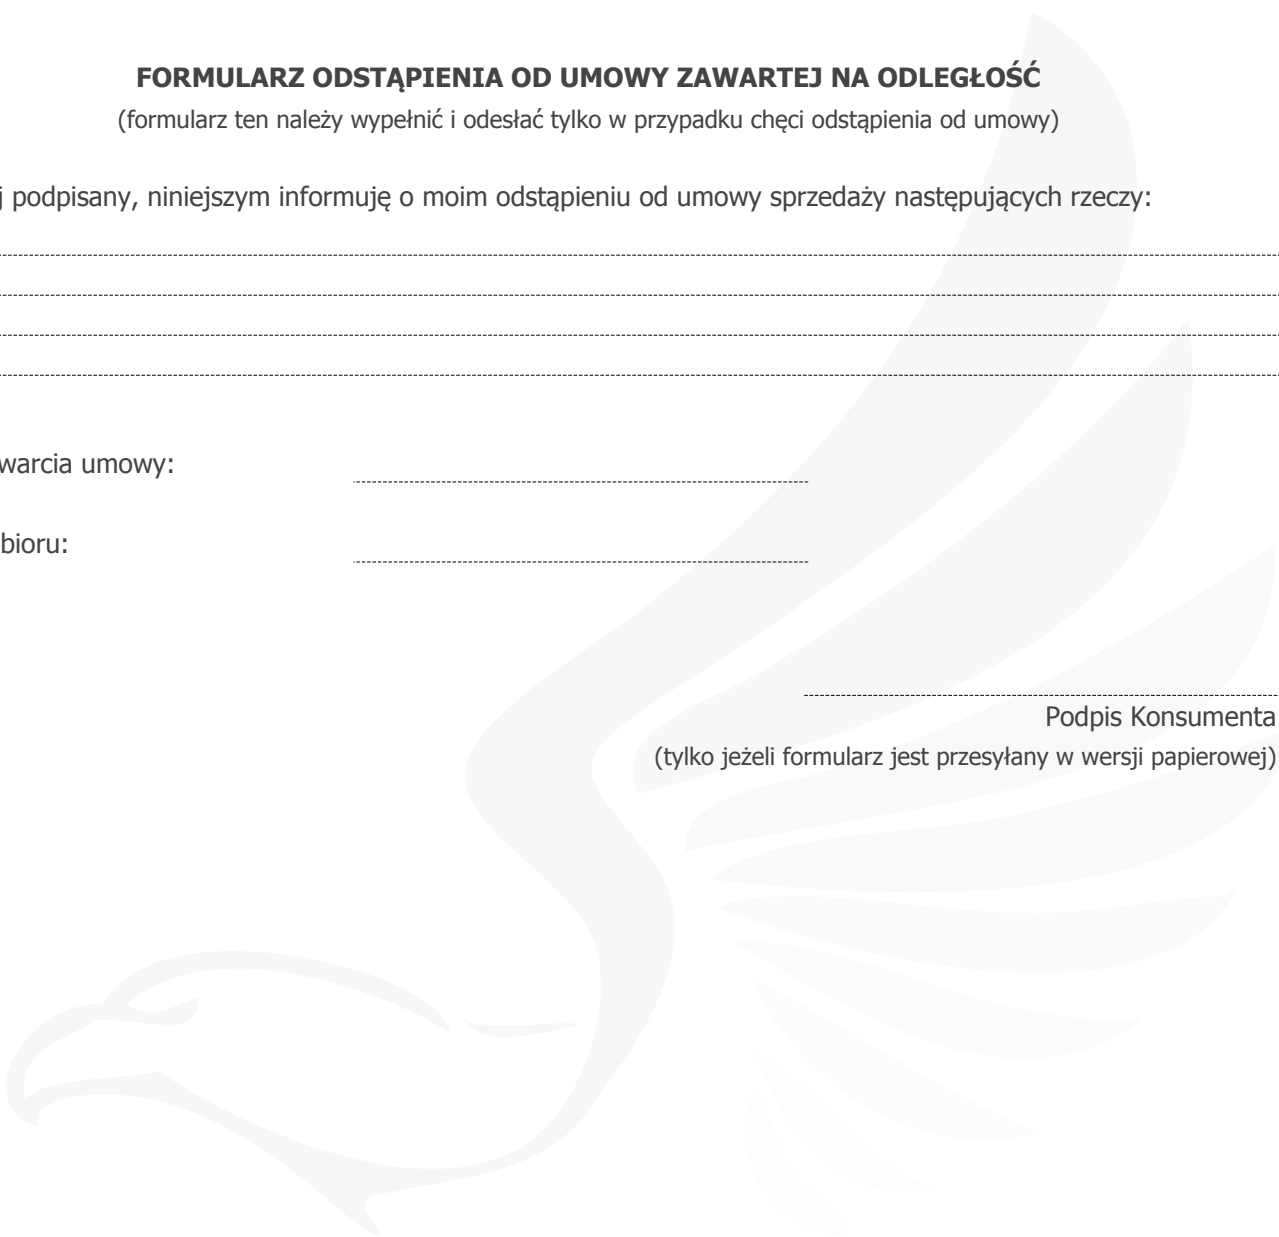 FORMULARZ ODSTĄPIENIA OD UMOWY ZAWARTEJ NA ODLEGŁOŚĆ
(formularz ten należy wypełnić i odesłać tylko w przypadku chęci odstąpienia od umowy)
j podpisany, niniejszym informuję o moim odstąpieniu od umowy sprzedaży następujących rzeczy:
warcia umowy:
bioru:
Podpis Konsumenta
(tylko jeżeli formularz jest przesyłany w wersji papierowej)